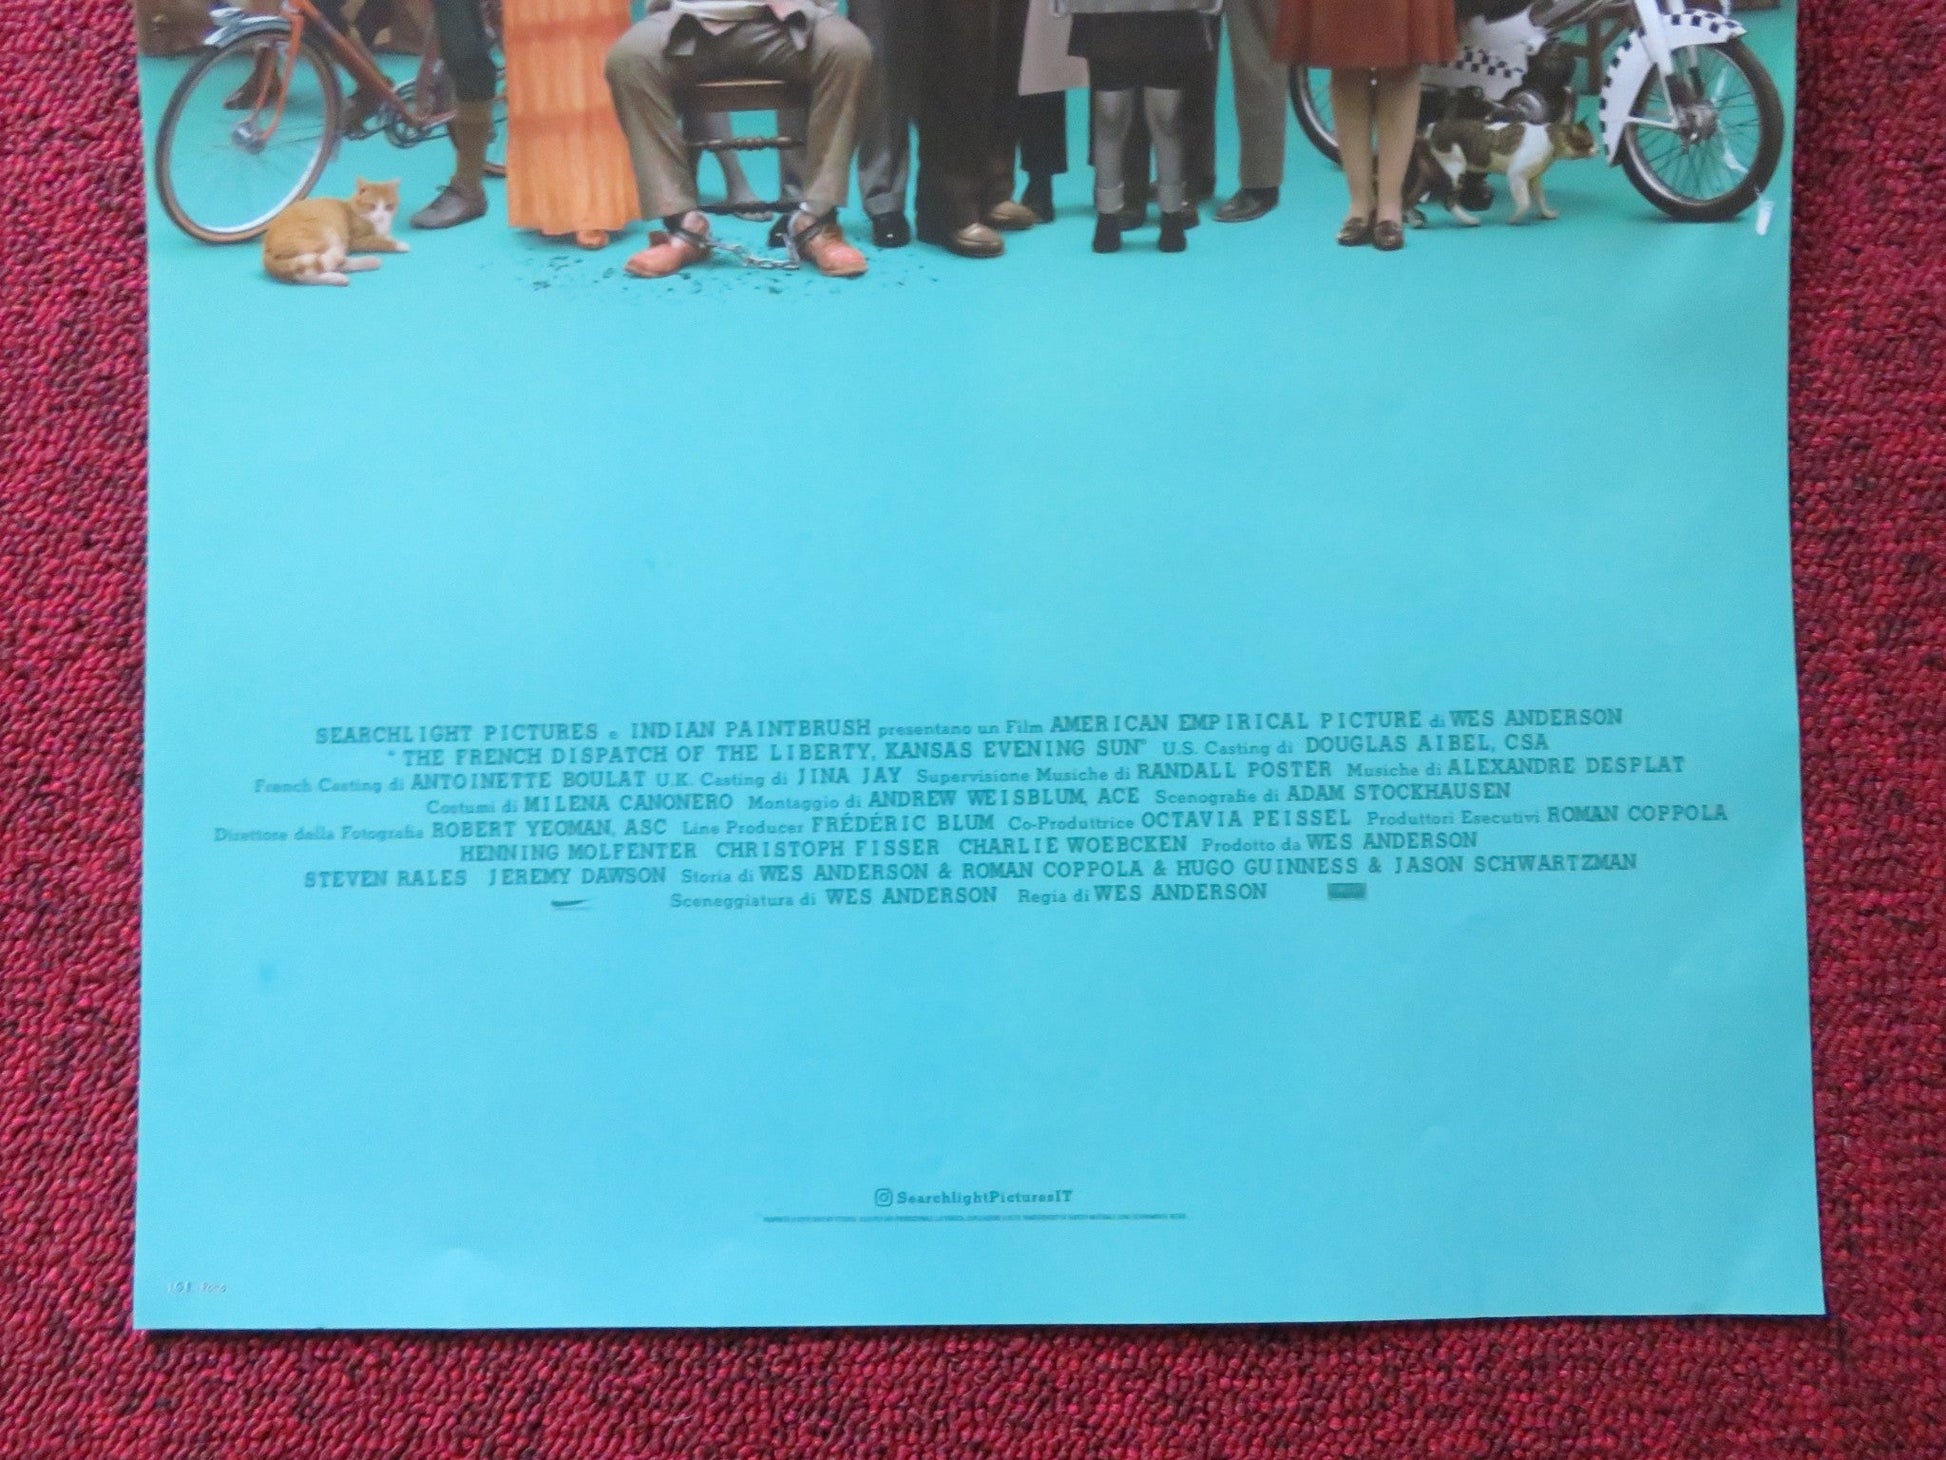 SEARCHLIGHT PICTURES e INDIAN PAINTBRUSH presentano un Film AMERICAN EMPIRICAL PICTURE di WES ANDERSON
"THE FRENCH DISPATCH OF THE LIBERTY, KANSAS EVENING SUN" U.S. Casting di DOUGLAS AIBEL, CSA
French Casting di ANTOINETTE BOULAT U.K. Casting di JINA JAY Supervisione Musiche di RANDALL POSTER Musiche di ALEXANDRE DESPLAT
Costumi di MILENA CANONERO Montaggio di ANDREW WEISBLUM, ACE Scenografie di ADAM STOCKHAUSEN
Direttore della Fotografia ROBERT YEOMAN, ASC Line Producer FRÉDÉRIC BLUM Co-Produttrice OCTAVIA PEISSEL Produttori Esecutivi ROMAN COPPOLA
HENNING MOLFENTER CHRISTOPH FISSER CHARLIE WOEBCKEN Prodotto da WES ANDERSON
STEVEN RALES JEREMY DAWSON Storia di WES ANDERSON & ROMAN COPPOLA & HUGO GUINNESS & JASON SCHWARTZMAN
Sceneggiatura di WES ANDERSON Regia di WES ANDERSON
SearchlightPicturesIT